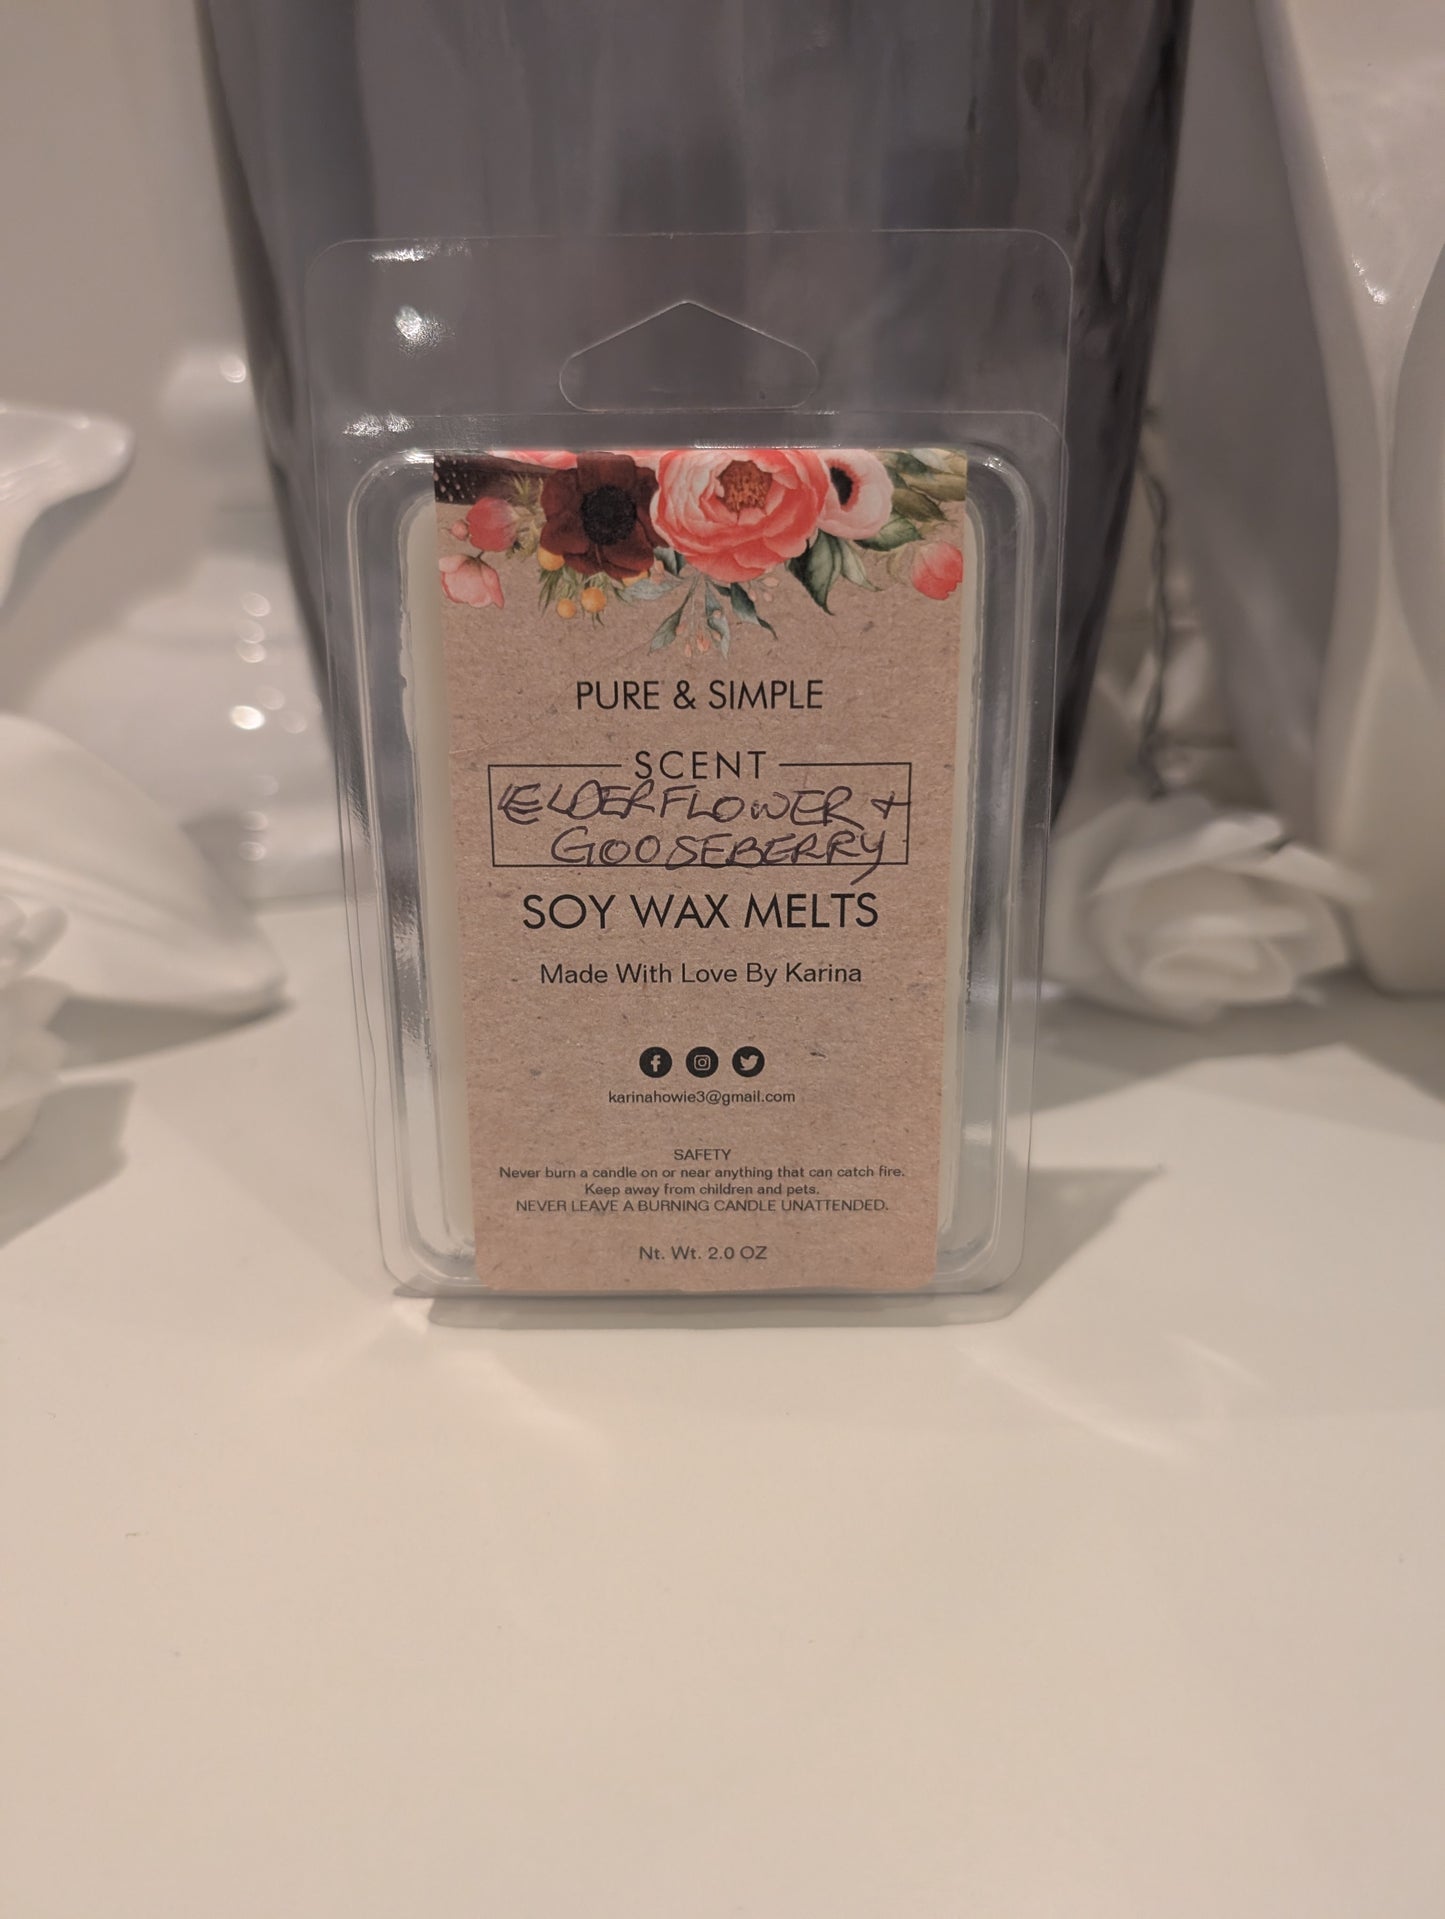 PURE & SIMPLE
SCENT
ELDERFLOWER +
GOOSEBERRY
SOY WAX MELTS
Made With Love By Karina
karinahowie3@gmail.com
SAFETY
Never burn a candle on or near anything that can catch fire.
Keep away from children and pets.
NEVER LEAVE A BURNING CANDLE UNATTENDED.
Nt. Wt. 2.0 OZ